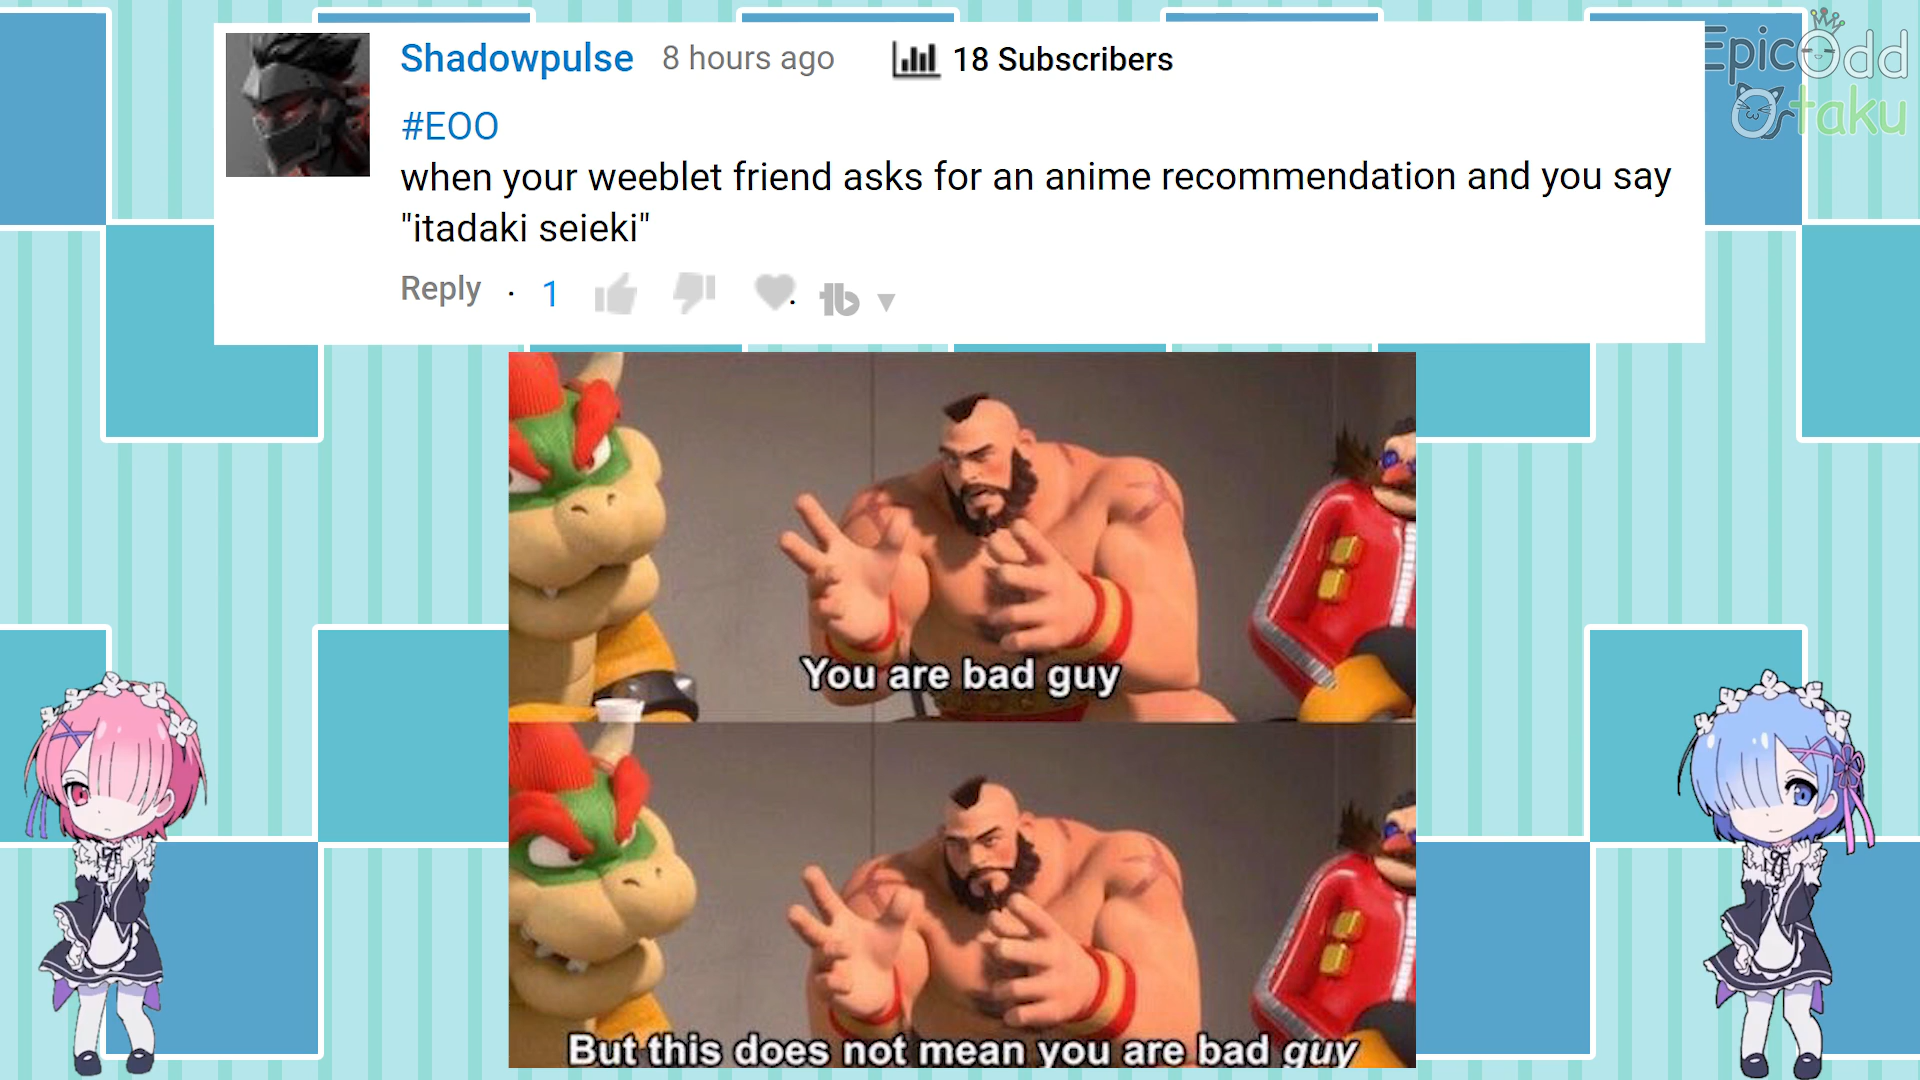 Shadowpulse 8 hours ago 18 Subscribers
EpicOdd
Otaku
#EOO
when your weeblet friend asks for an anime recommendation and you say
"itadaki seieki"
Reply · 1
You are bad guy
But this does not mean you are bad guy